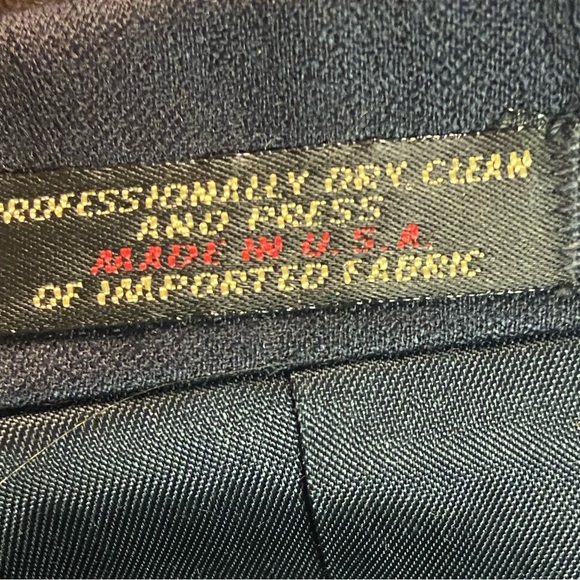 PROFESSIONALLY DRY CLEAN
AND PRESS
MADE IN U.S.A.
OF IMPORTED FABRIC